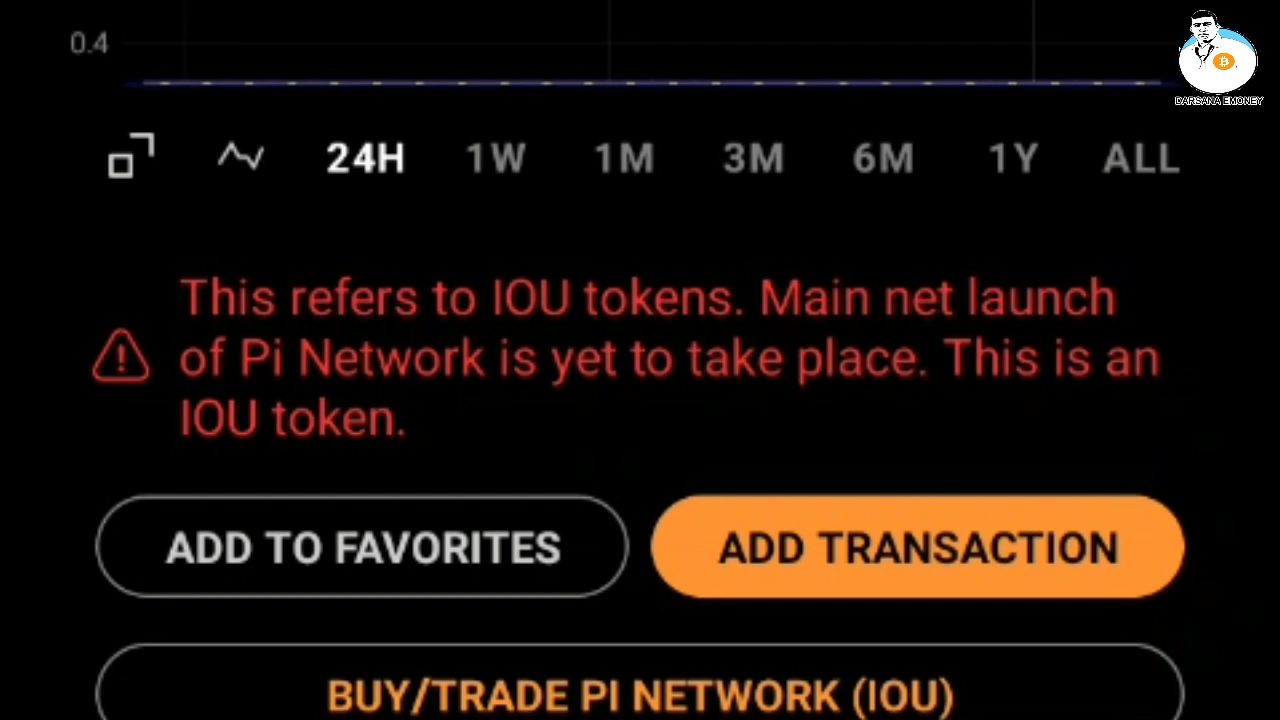 0.4
DARSANA EMONEY
24H 1W 1M 3M 6M 1Y ALL
This refers to IOU tokens. Main net launch
of Pi Network is yet to take place. This is an
IOU token.
ADD TO FAVORITES ADD TRANSACTION
BUY/TRADE PI NETWORK (IOU)